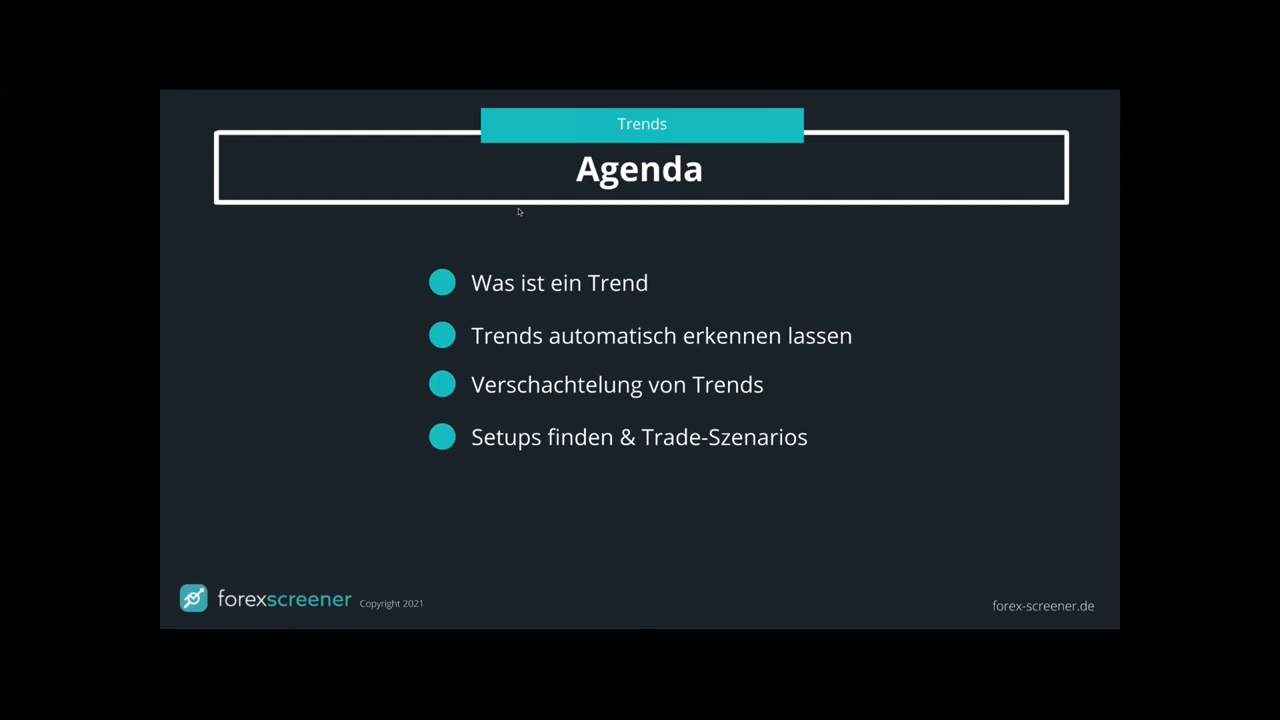 Trends
Agenda
Was ist ein Trend
Trends automatisch erkennen lassen
Verschachtelung von Trends
Setups finden & Trade-Szenarios
forexscreener Copyright 2021
forex-screener.de